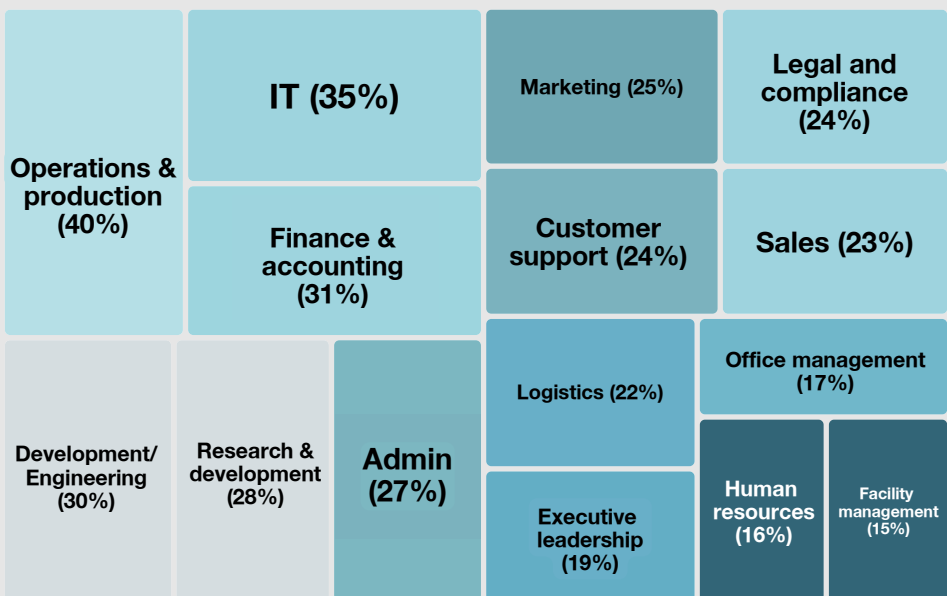 Operations &
production
(40%)
IT (35%)
Finance &
accounting
(31%)
Marketing (25%)
Legal and
compliance
(24%)
Customer
support (24%)
Sales (23%)
Development/
Engineering
(30%)
Research &
development
(28%)
Admin
(27%)
Logistics (22%)
Office management
(17%)
Executive
leadership
(19%)
Human
resources
(16%)
Facility
management
(15%)